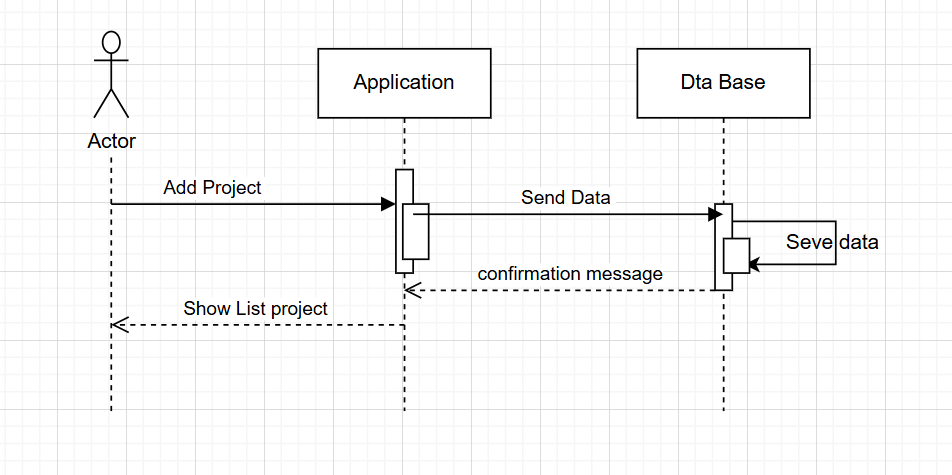 Application
Dta Base
Actor
Add Project
Send Data
Seve data
confirmation message
Show List project